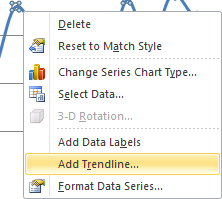 Delete
Reset to Match Style
Change Series Chart Type...
Select Data...
3-D Rotation...
Add Data Labels
Add Trendline...
Format Data Series...